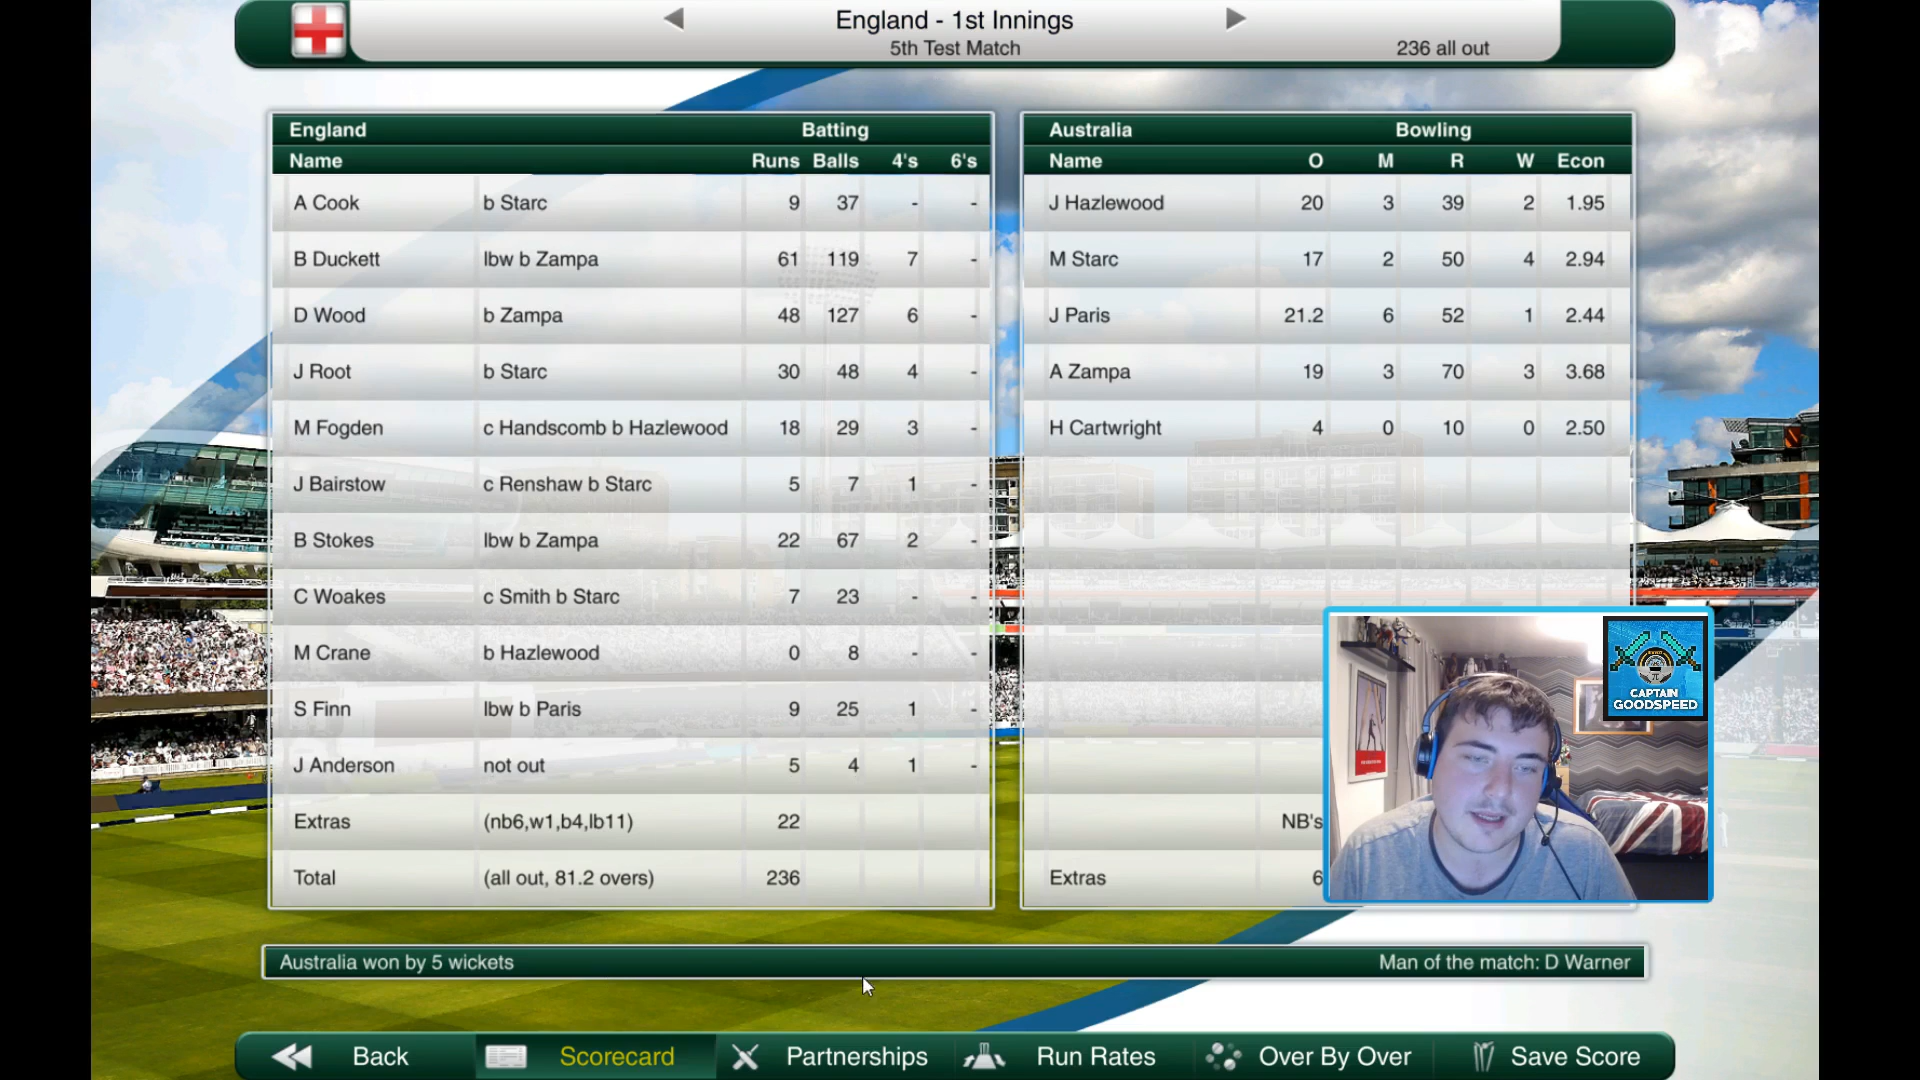 England - 1st Innings
5th Test Match
236 all out
England Batting
Name Runs Balls 4's 6's
A Cook b Starc 9 37 - -
B Duckett lbw b Zampa 61 119 7 -
D Wood b Zampa 48 127 6 -
J Root b Starc 30 48 4 -
M Fogden c Handscomb b Hazlewood 18 29 3 -
J Bairstow c Renshaw b Starc 5 7 1 -
B Stokes lbw b Zampa 22 67 2 -
C Woakes c Smith b Starc 7 23 - -
M Crane b Hazlewood 0 8 - -
S Finn lbw b Paris 9 25 1 -
J Anderson not out 5 4 1 -
Extras (nb6,w1,b4,lb11) 22
Total (all out, 81.2 overs) 236
Australia Bowling
Name O M R W Econ
J Hazlewood 20 3 39 2 1.95
M Starc 17 2 50 4 2.94
J Paris 21.2 6 52 1 2.44
A Zampa 19 3 70 3 3.68
H Cartwright 4 0 10 0 2.50
NB's
Extras 6
CAPTAIN
GOODSPEED
Australia won by 5 wickets
Man of the match: D Warner
Back Scorecard Partnerships Run Rates Over By Over Save Score